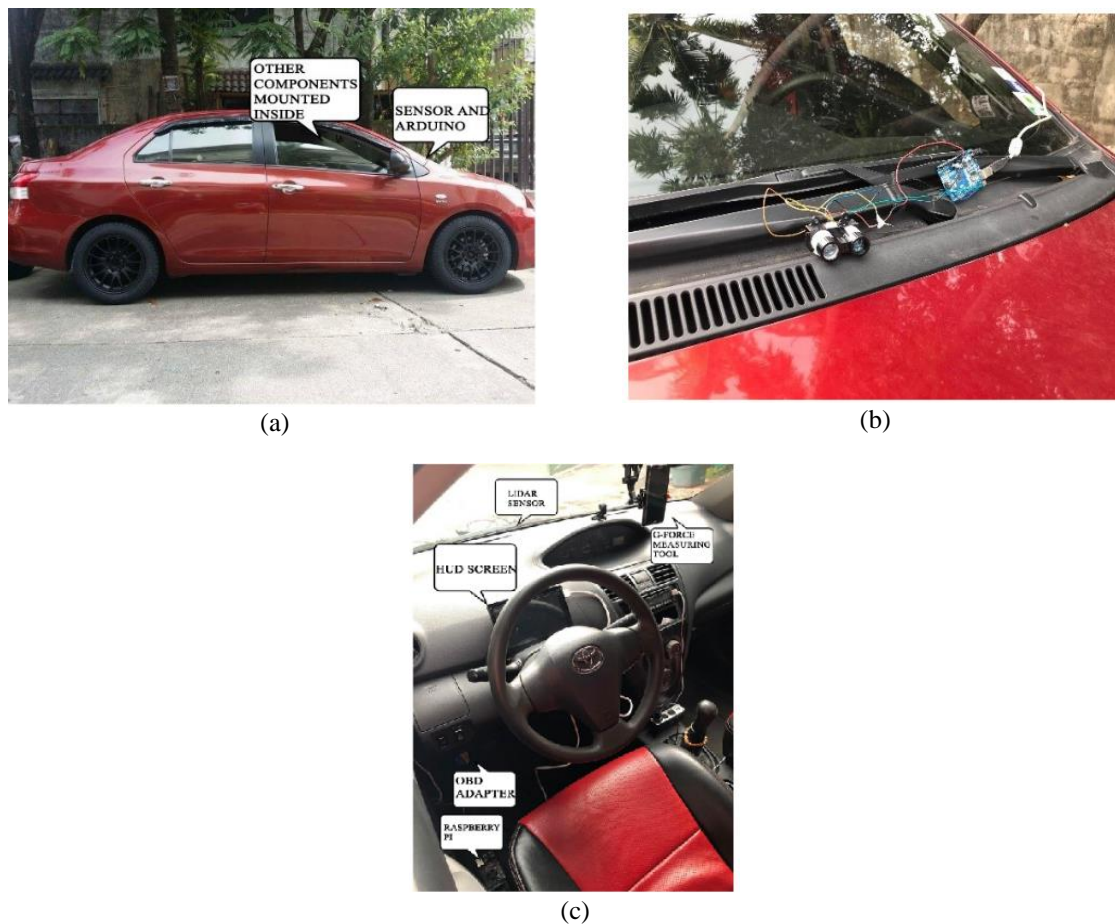 OTHER
COMPONENTS
MOUNTED
INSIDE
SENSOR AND
ARDUINO
(a)
(b)
LIDAR
SENSOR
G-FORCE
MEASURING
TOOL
HUD SCREEN
OBD
ADAPTER
RASPBERRY
PI
(c)